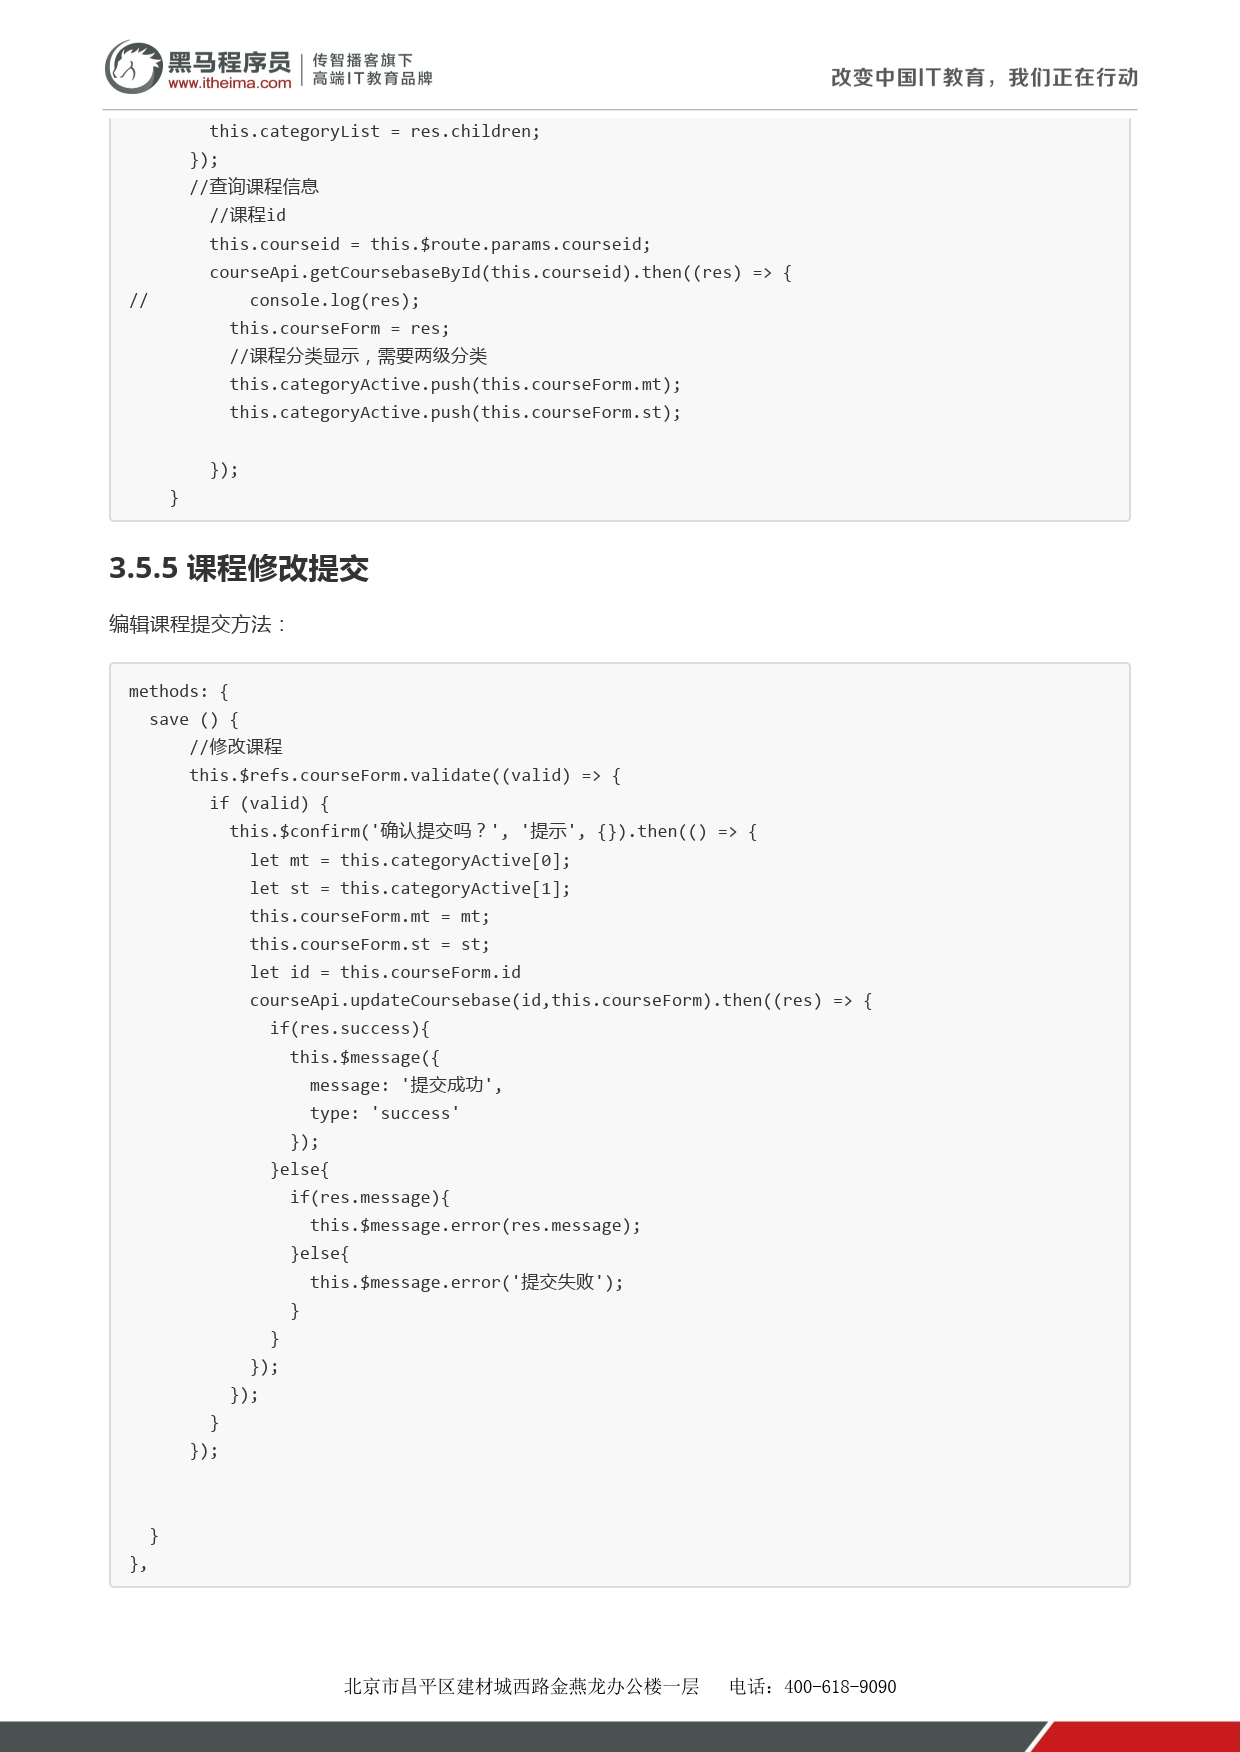 黑马程序员
www.itheima.com
传智播客旗下
高端IT教育品牌
改变中国IT教育，我们正在行动
        this.categoryList = res.children;
      });
      //查询课程信息
        //课程id
        this.courseid = this.$route.params.courseid;
        courseApi.getCoursebaseById(this.courseid).then((res) => {
//          console.log(res);
          this.courseForm = res;
          //课程分类显示，需要两级分类
          this.categoryActive.push(this.courseForm.mt);
          this.categoryActive.push(this.courseForm.st);

        });
    }
3.5.5 课程修改提交
编辑课程提交方法：
methods: {
  save () {
      //修改课程
      this.$refs.courseForm.validate((valid) => {
        if (valid) {
          this.$confirm('确认提交吗？', '提示', {}).then(() => {
            let mt = this.categoryActive[0];
            let st = this.categoryActive[1];
            this.courseForm.mt = mt;
            this.courseForm.st = st;
            let id = this.courseForm.id
            courseApi.updateCoursebase(id,this.courseForm).then((res) => {
              if(res.success){
                this.$message({
                  message: '提交成功',
                  type: 'success'
                });
              }else{
                if(res.message){
                  this.$message.error(res.message);
                }else{
                  this.$message.error('提交失败');
                }
              }
            });
          });
        }
      });


  }
},
北京市昌平区建材城西路金燕龙办公楼一层   电话：400-618-9090